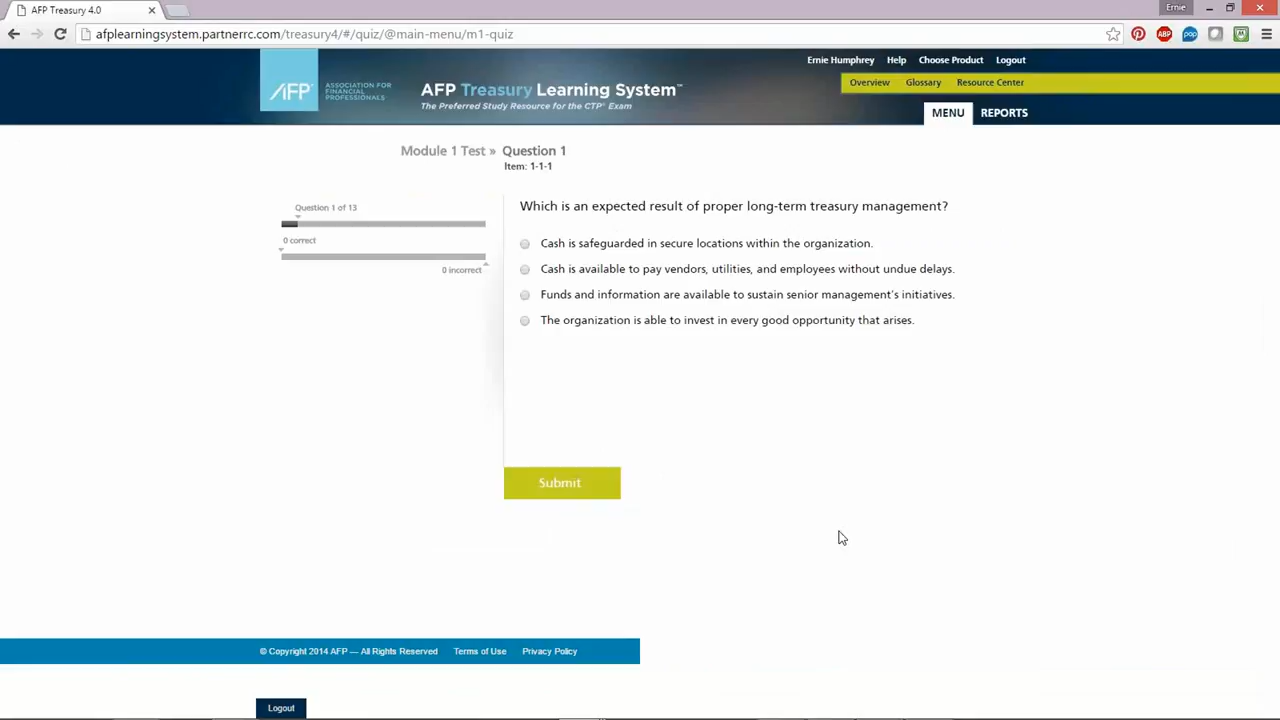 AFP Treasury 4.0
Ernie
afplearningsystem.partnerrc.com/treasury4/#/quiz/@main-menu/m1-quiz
ABP
pop
Ernie Humphrey Help Choose Product Logout
AFP
ASSOCIATION FOR
FINANCIAL
PROFESSIONALS
AFP Treasury Learning System™
The Preferred Study Resource for the CTP® Exam
Overview Glossary Resource Center
MENU REPORTS
Module 1 Test » Question 1
Item: 1-1-1
Question 1 of 13
0 correct
0 incorrect
Which is an expected result of proper long-term treasury management?
Cash is safeguarded in secure locations within the organization.
Cash is available to pay vendors, utilities, and employees without undue delays.
Funds and information are available to sustain senior management's initiatives.
The organization is able to invest in every good opportunity that arises.
Submit
© Copyright 2014 AFP — All Rights Reserved Terms of Use Privacy Policy
Logout